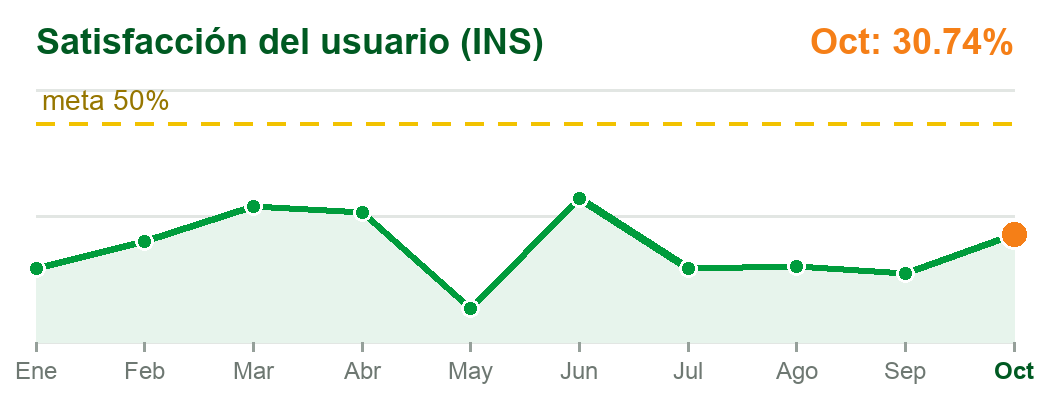 Satisfacción del usuario (INS)
Oct: 30.74%
meta 50%
Ene Feb Mar Abr May Jun Jul Ago Sep Oct